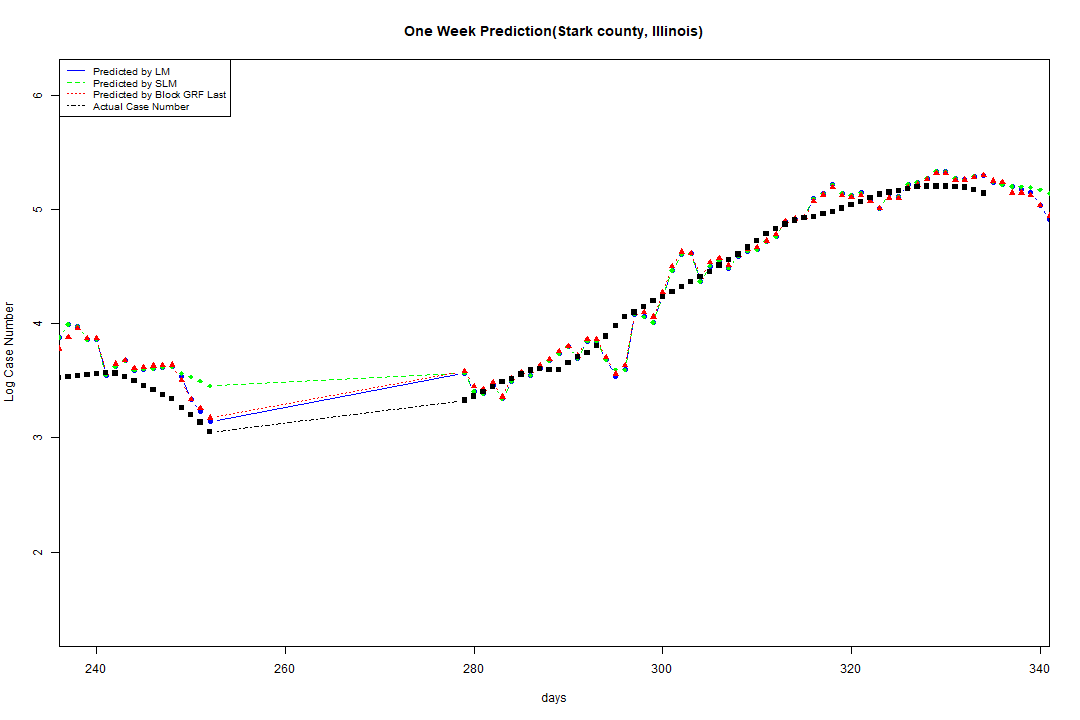 One Week Prediction(Stark county, Illinois)
Predicted by LM
Predicted by SLM
Predicted by Block GRF Last
Actual Case Number
Log Case Number
6
5
4
3
2
240 260 280 300 320 340
days